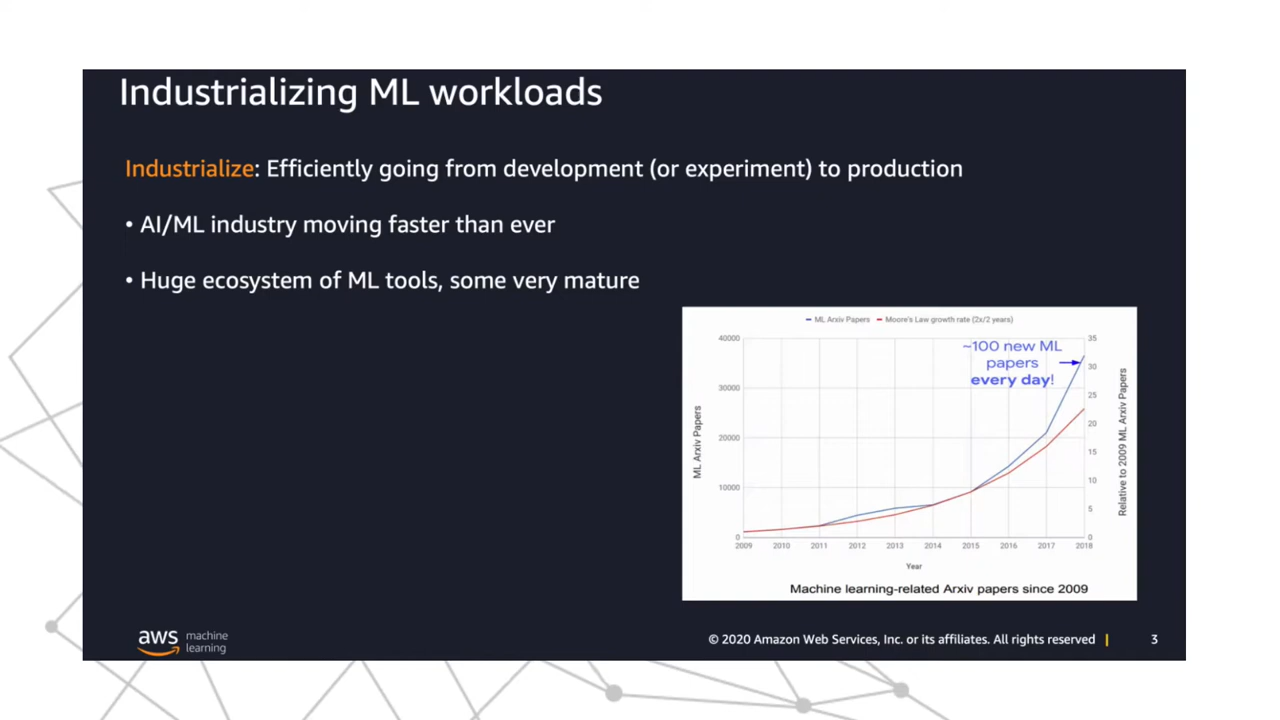 Industrializing ML workloads
Industrialize: Efficiently going from development (or experiment) to production
• AI/ML industry moving faster than ever
• Huge ecosystem of ML tools, some very mature
ML Arxiv Papers Moore's Law growth rate (2x/2 years)
~100 new ML
papers
every day!
40000
30000
20000
10000
0
ML Arxiv Papers
35
30
25
20
15
10
5
0
Relative to 2009 ML Arxiv Papers
2009 2010 2011 2012 2013 2014 2015 2016 2017 2018
Year
Machine learning-related Arxiv papers since 2009
aws machine
learning
© 2020 Amazon Web Services, Inc. or its affiliates. All rights reserved | 3